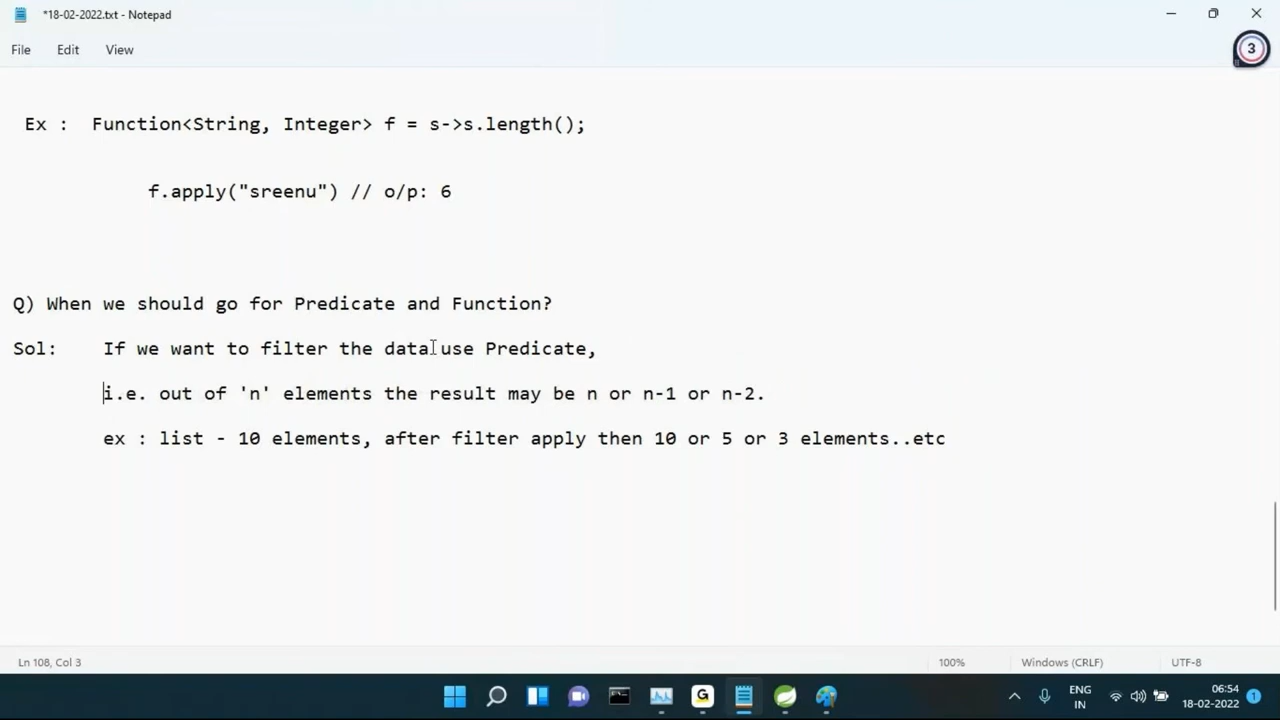 *18-02-2022.txt - Notepad
File Edit View
3
Ex : Function<String, Integer> f = s->s.length();
f.apply("sreenu") // o/p: 6
Q) When we should go for Predicate and Function?
Sol: If we want to filter the data use Predicate,
i.e. out of 'n' elements the result may be n or n-1 or n-2.
ex : list - 10 elements, after filter apply then 10 or 5 or 3 elements..etc
Ln 108, Col 3 100% Windows (CRLF) UTF-8
G
ENG
IN
06:54
18-02-2022
1